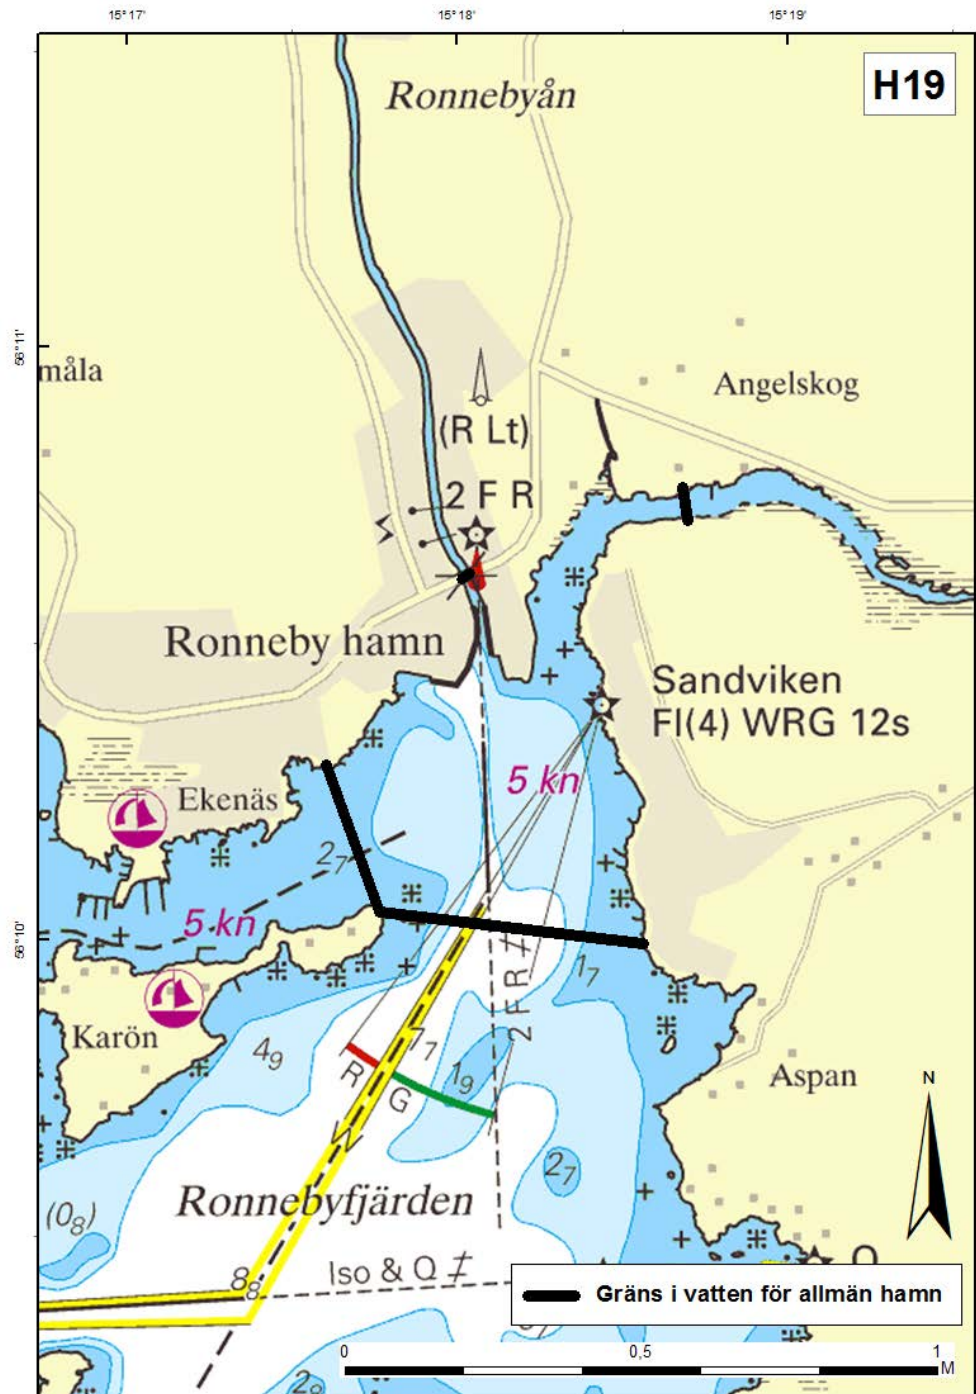 15°17'
15°18'
15°19'
H19
Ronnebyån
56°11'
måla
Angelskog
(R Lt)
2 F R
Ronneby hamn
Sandviken
Fl(4) WRG 12s
5 kn
Ekenäs
2₇
5 kn
56°10'
1₇
2 FR ‡
Karön
4₉
7₇
1₉
R
G
Aspan
N
W
2₇
Ronnebyfjärden
(0₈)
Iso & Q ‡
8₈
Gräns i vatten för allmän hamn
0
0,5
1
M
2₈